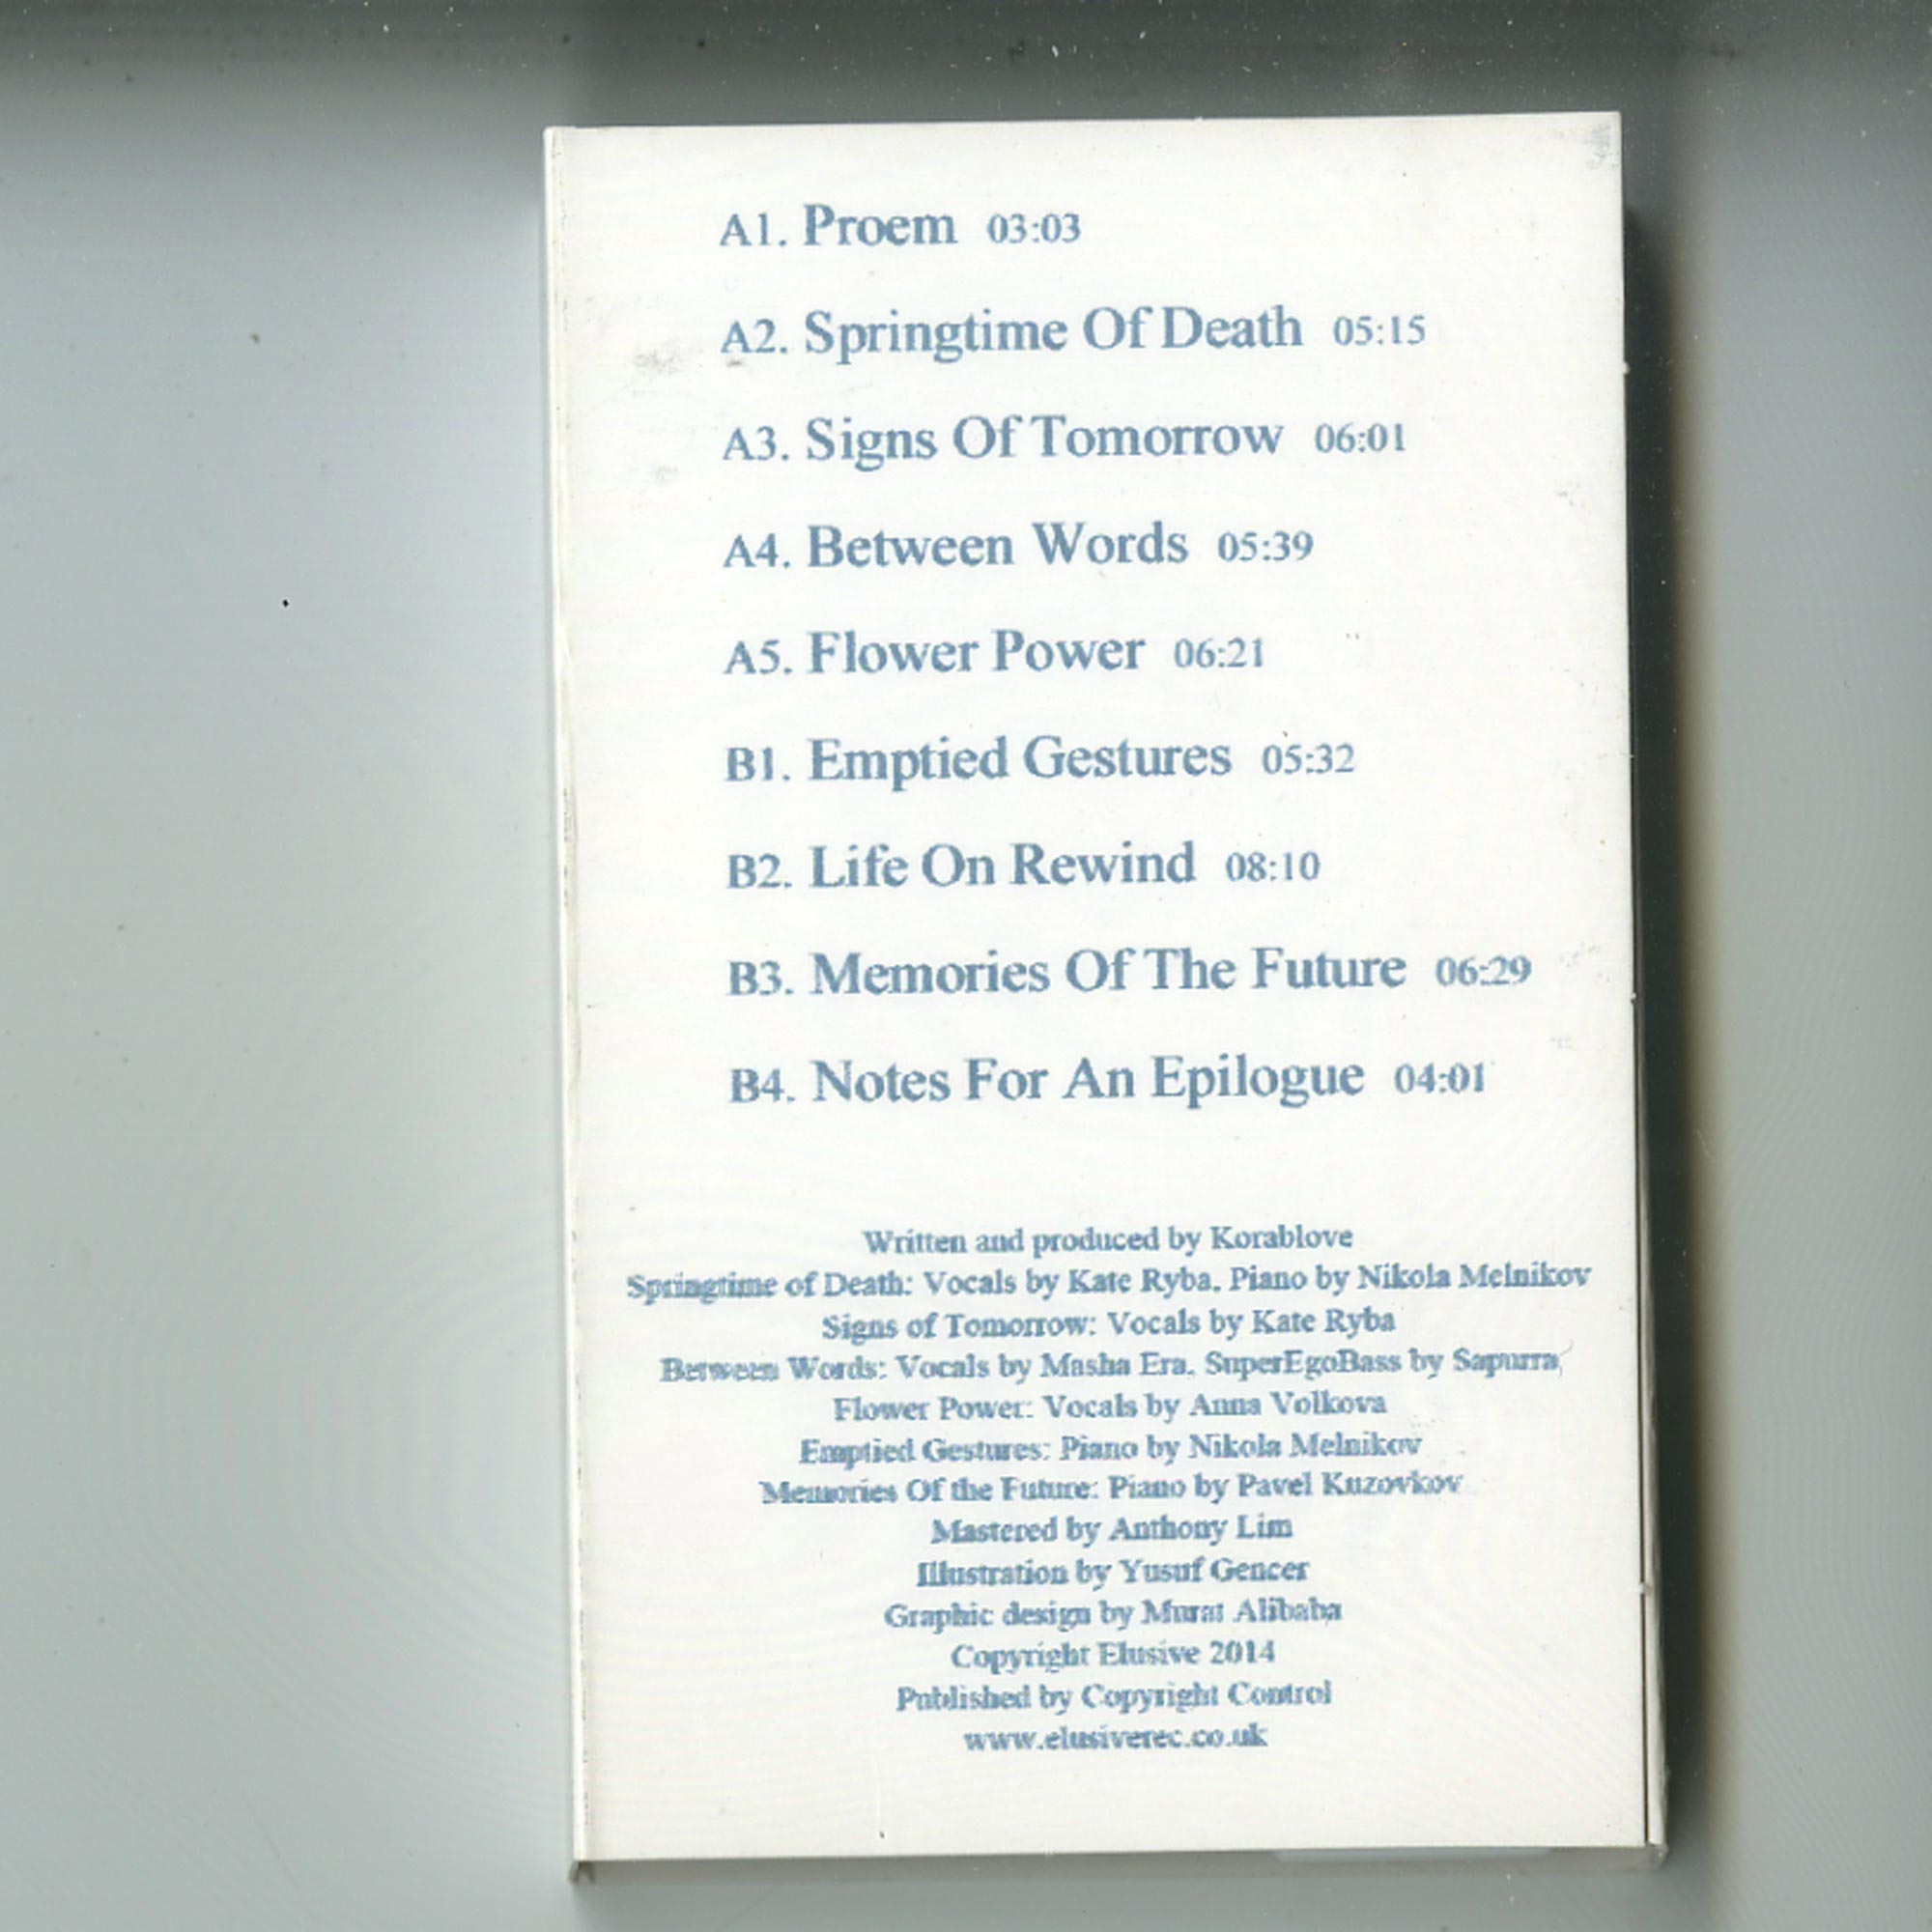 A1. Proem 03:03
A2. Springtime Of Death 05:15
A3. Signs Of Tomorrow 06:01
A4. Between Words 05:39
A5. Flower Power 06:21
B1. Emptied Gestures 05:32
B2. Life On Rewind 08:10
B3. Memories Of The Future 06:29
B4. Notes For An Epilogue 04:01
Written and produced by Korablove
Springtime of Death: Vocals by Kate Ryba, Piano by Nikola Melnikov
Signs of Tomorrow: Vocals by Kate Ryba
Between Words: Vocals by Masha Era, SuperEgoBass by Sapurra,
Flower Power: Vocals by Anna Volkova
Emptied Gestures: Piano by Nikola Melnikov
Memories Of the Future: Piano by Pavel Kuzovkov
Mastered by Anthony Lim
Illustration by Yusuf Gencer
Graphic design by Murat Alibaba
Copyright Elusive 2014
Published by Copyright Control
www.elusiverec.co.uk